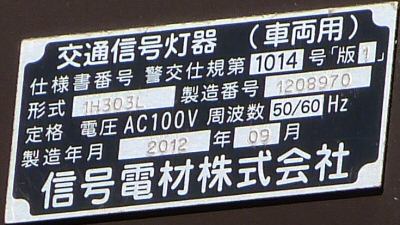 交通信号灯器 （車両用）
仕様書番号 警交仕規第 1014 号「版1」
形式 1H303L 製造番号 1208970
定格 電圧 AC100V 周波数 50/60 Hz
製造年月 2012 年 09 月
信号電材株式会社